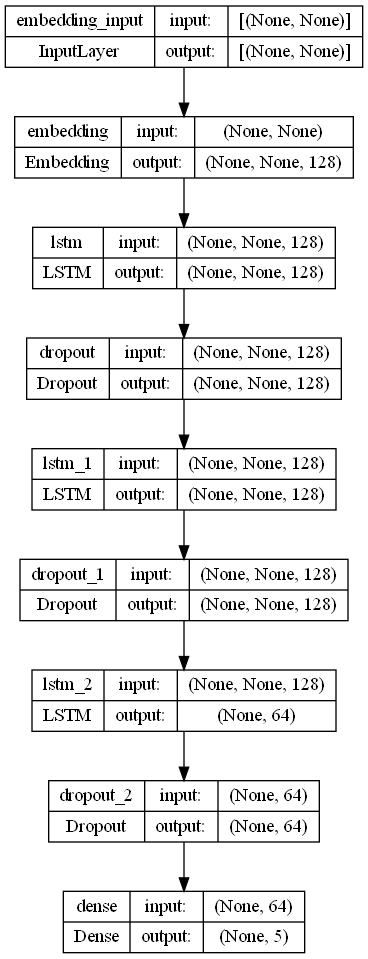 embedding_input input: [(None, None)]
InputLayer output: [(None, None)]
embedding input: (None, None)
Embedding output: (None, None, 128)
lstm input: (None, None, 128)
LSTM output: (None, None, 128)
dropout input: (None, None, 128)
Dropout output: (None, None, 128)
lstm_1 input: (None, None, 128)
LSTM output: (None, None, 128)
dropout_1 input: (None, None, 128)
Dropout output: (None, None, 128)
lstm_2 input: (None, None, 128)
LSTM output: (None, 64)
dropout_2 input: (None, 64)
Dropout output: (None, 64)
dense input: (None, 64)
Dense output: (None, 5)